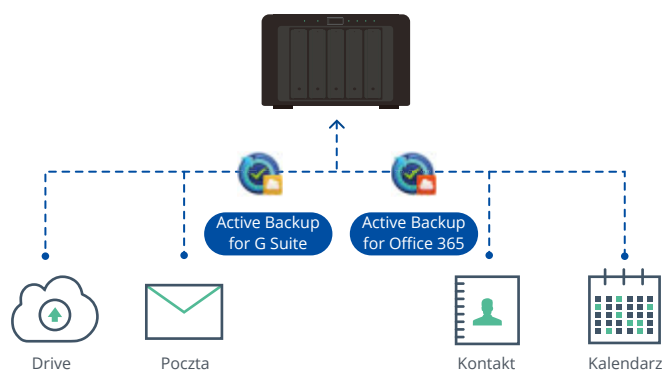 Active Backup
for G Suite
Active Backup
for Office 365
Drive
Poczta
Kontakt
Kalendarz